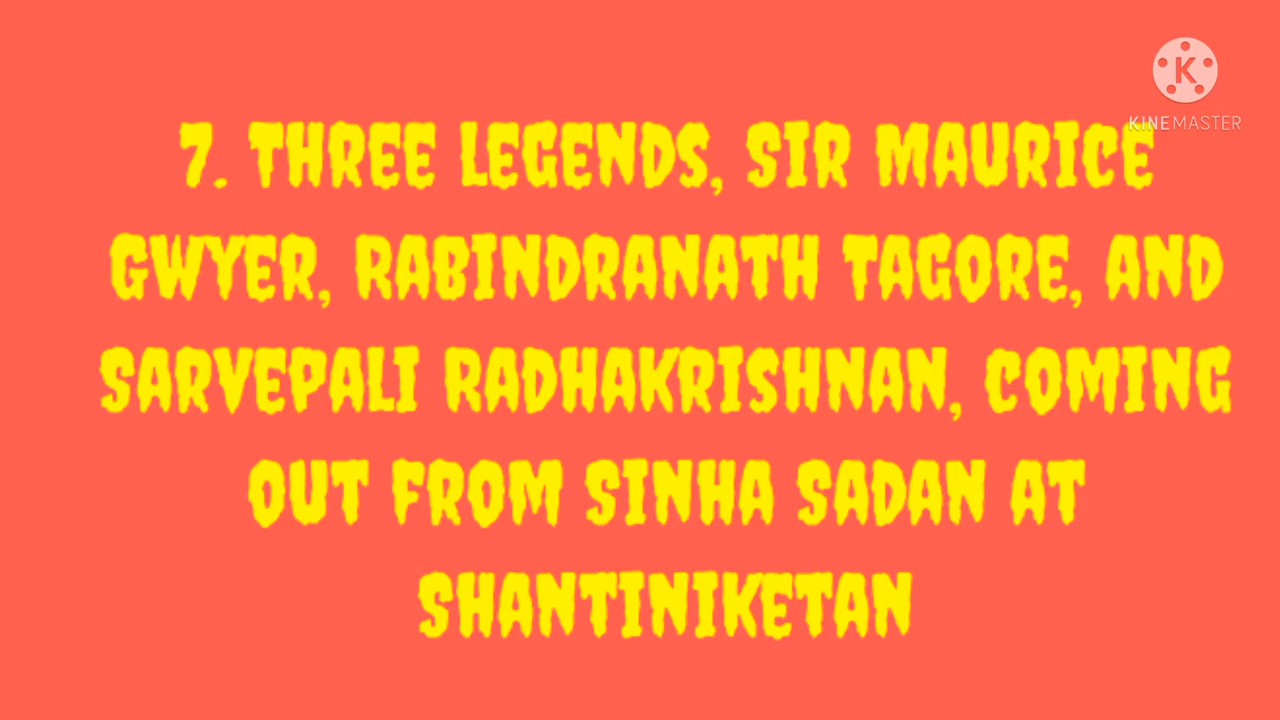 KINEMASTER
7. THREE LEGENDS, SIR MAURICE
GWYER, RABINDRANATH TAGORE, AND
SARVEPALI RADHAKRISHNAN, COMING
OUT FROM SINHA SADAN AT
SHANTINIKETAN